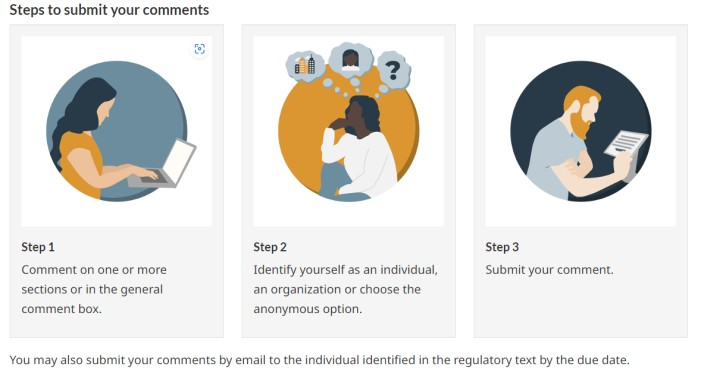 Steps to submit your comments
?
Step 1
Comment on one or more
sections or in the general
comment box.
Step 2
Identify yourself as an individual,
an organization or choose the
anonymous option.
Step 3
Submit your comment.
You may also submit your comments by email to the individual identified in the regulatory text by the due date.